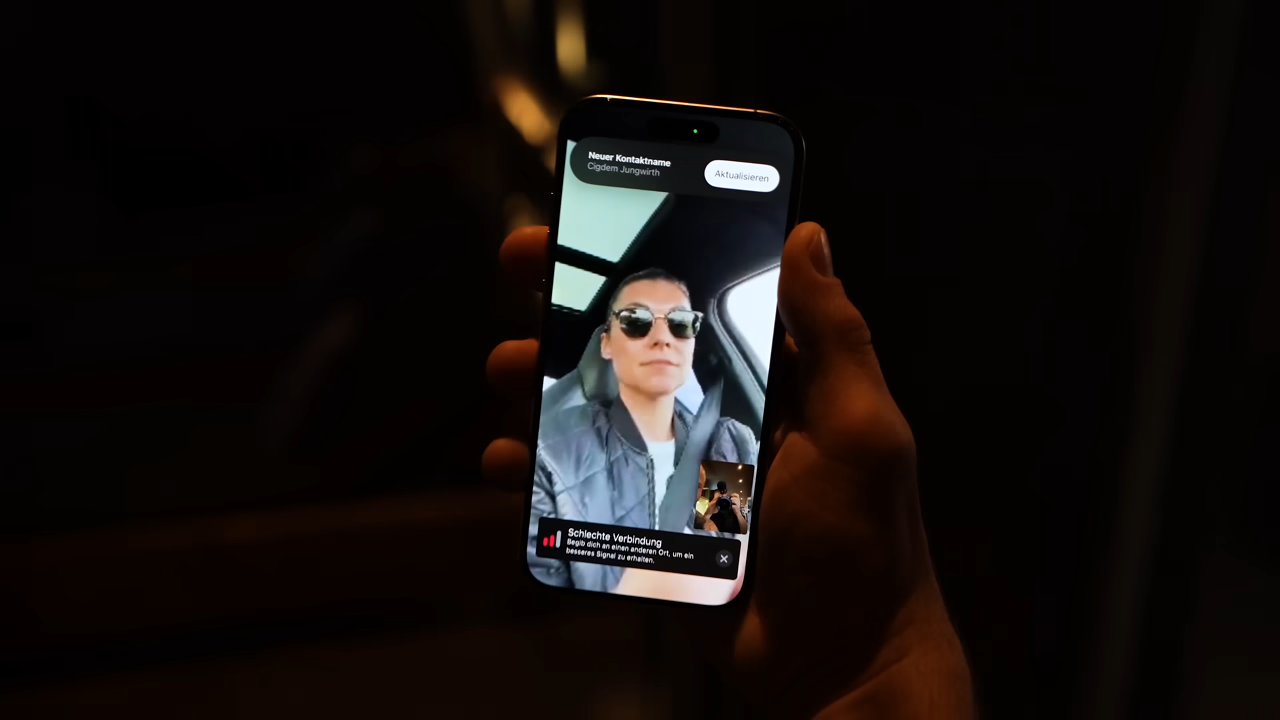 Neuer Kontaktname
Cigdem Jungwirth
Aktualisieren
Schlechte Verbindung
Begib dich an einen anderen Ort, um ein
besseres Signal zu erhalten.